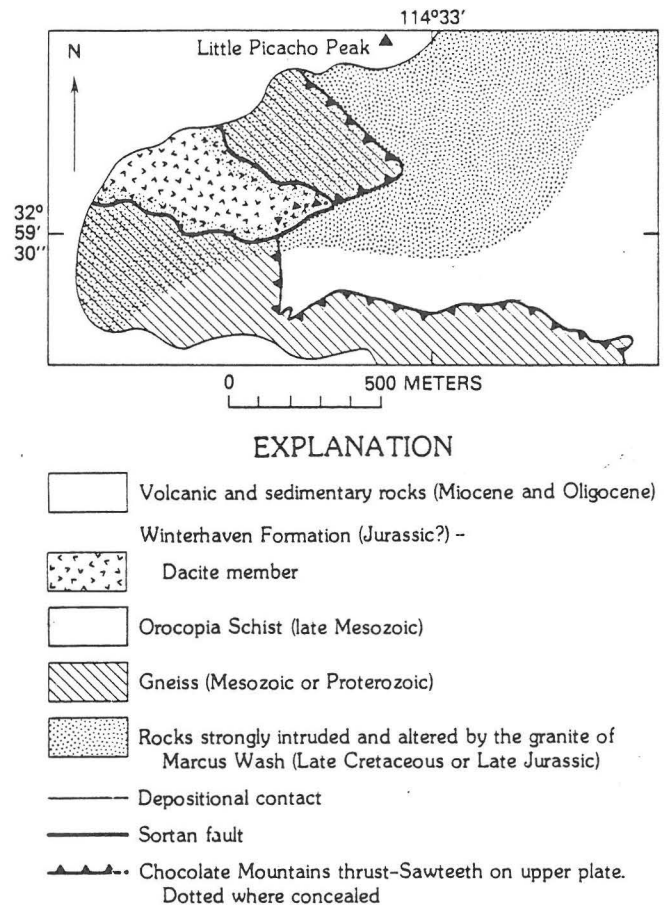 114º33'
Little Picacho Peak
N
32º
59'
30"
0 500 METERS
EXPLANATION
Volcanic and sedimentary rocks (Miocene and Oligocene)
Winterhaven Formation (Jurassic?) –
Dacite member
Orocopia Schist (late Mesozoic)
Gneiss (Mesozoic or Proterozoic)
Rocks strongly intruded and altered by the granite of
Marcus Wash (Late Cretaceous or Late Jurassic)
Depositional contact
Sortan fault
Chocolate Mountains thrust–Sawteeth on upper plate.
Dotted where concealed